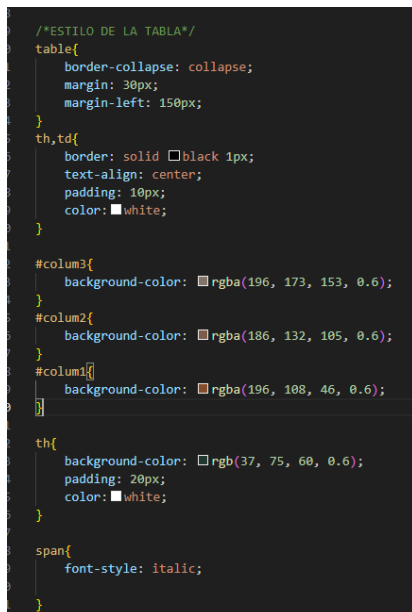 /*ESTILO DE LA TABLA*/
table{
border-collapse: collapse;
margin: 30px;
margin-left: 150px;
}
th,td{
border: solid black 1px;
text-align: center;
padding: 10px;
color: white;
}
#colum3{
background-color: rgba(196, 173, 153, 0.6);
}
#colum2{
background-color: rgba(186, 132, 105, 0.6);
}
#colum1{
background-color: rgba(196, 108, 46, 0.6);
}
th{
background-color: rgb(37, 75, 60, 0.6);
padding: 20px;
color: white;
}
span{
font-style: italic;
}